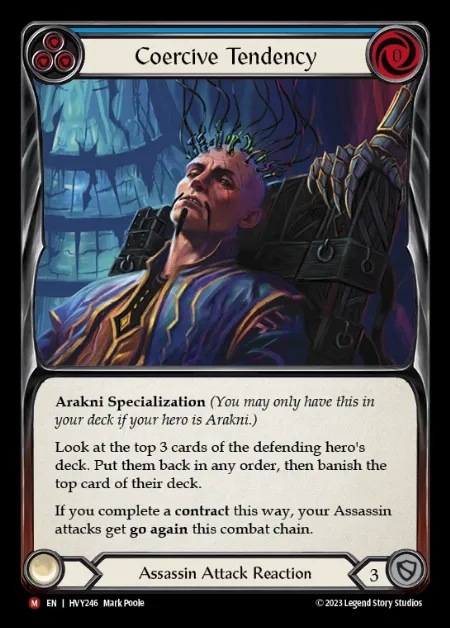 Coercive Tendency
0
Arakni Specialization (You may only have this in
your deck if your hero is Arakni.)
Look at the top 3 cards of the defending hero's
deck. Put them back in any order, then banish the
top card of their deck.
If you complete a contract this way, your Assassin
attacks get go again this combat chain.
Assassin Attack Reaction
3
M EN | HVY246 Mark Poole
© 2023 Legend Story Studios